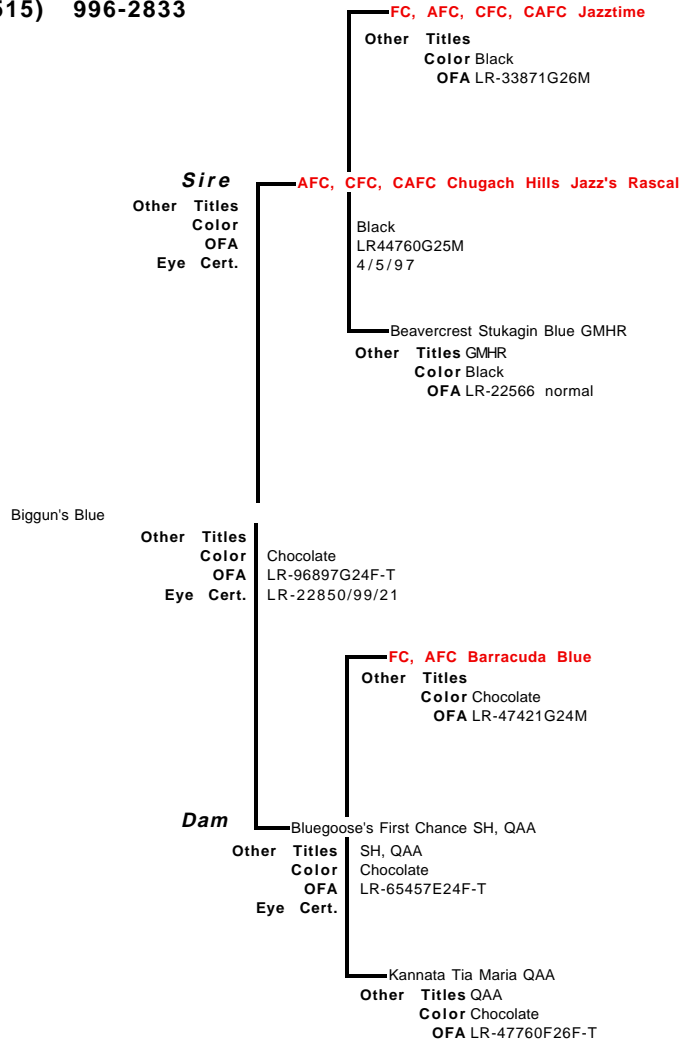 515) 996-2833
FC, AFC, CFC, CAFC Jazztime
Other Titles
Color Black
OFA LR-33871G26M
Sire
AFC, CFC, CAFC Chugach Hills Jazz's Rascal
Other Titles
Color Black
OFA LR44760G25M
Eye Cert. 4/5/97
Beavercrest Stukagin Blue GMHR
Other Titles GMHR
Color Black
OFA LR-22566 normal
Biggun's Blue
Other Titles
Color Chocolate
OFA LR-96897G24F-T
Eye Cert. LR-22850/99/21
FC, AFC Barracuda Blue
Other Titles
Color Chocolate
OFA LR-47421G24M
Dam
Bluegoose's First Chance SH, QAA
Other Titles SH, QAA
Color Chocolate
OFA LR-65457E24F-T
Eye Cert.
Kannata Tia Maria QAA
Other Titles QAA
Color Chocolate
OFA LR-47760F26F-T